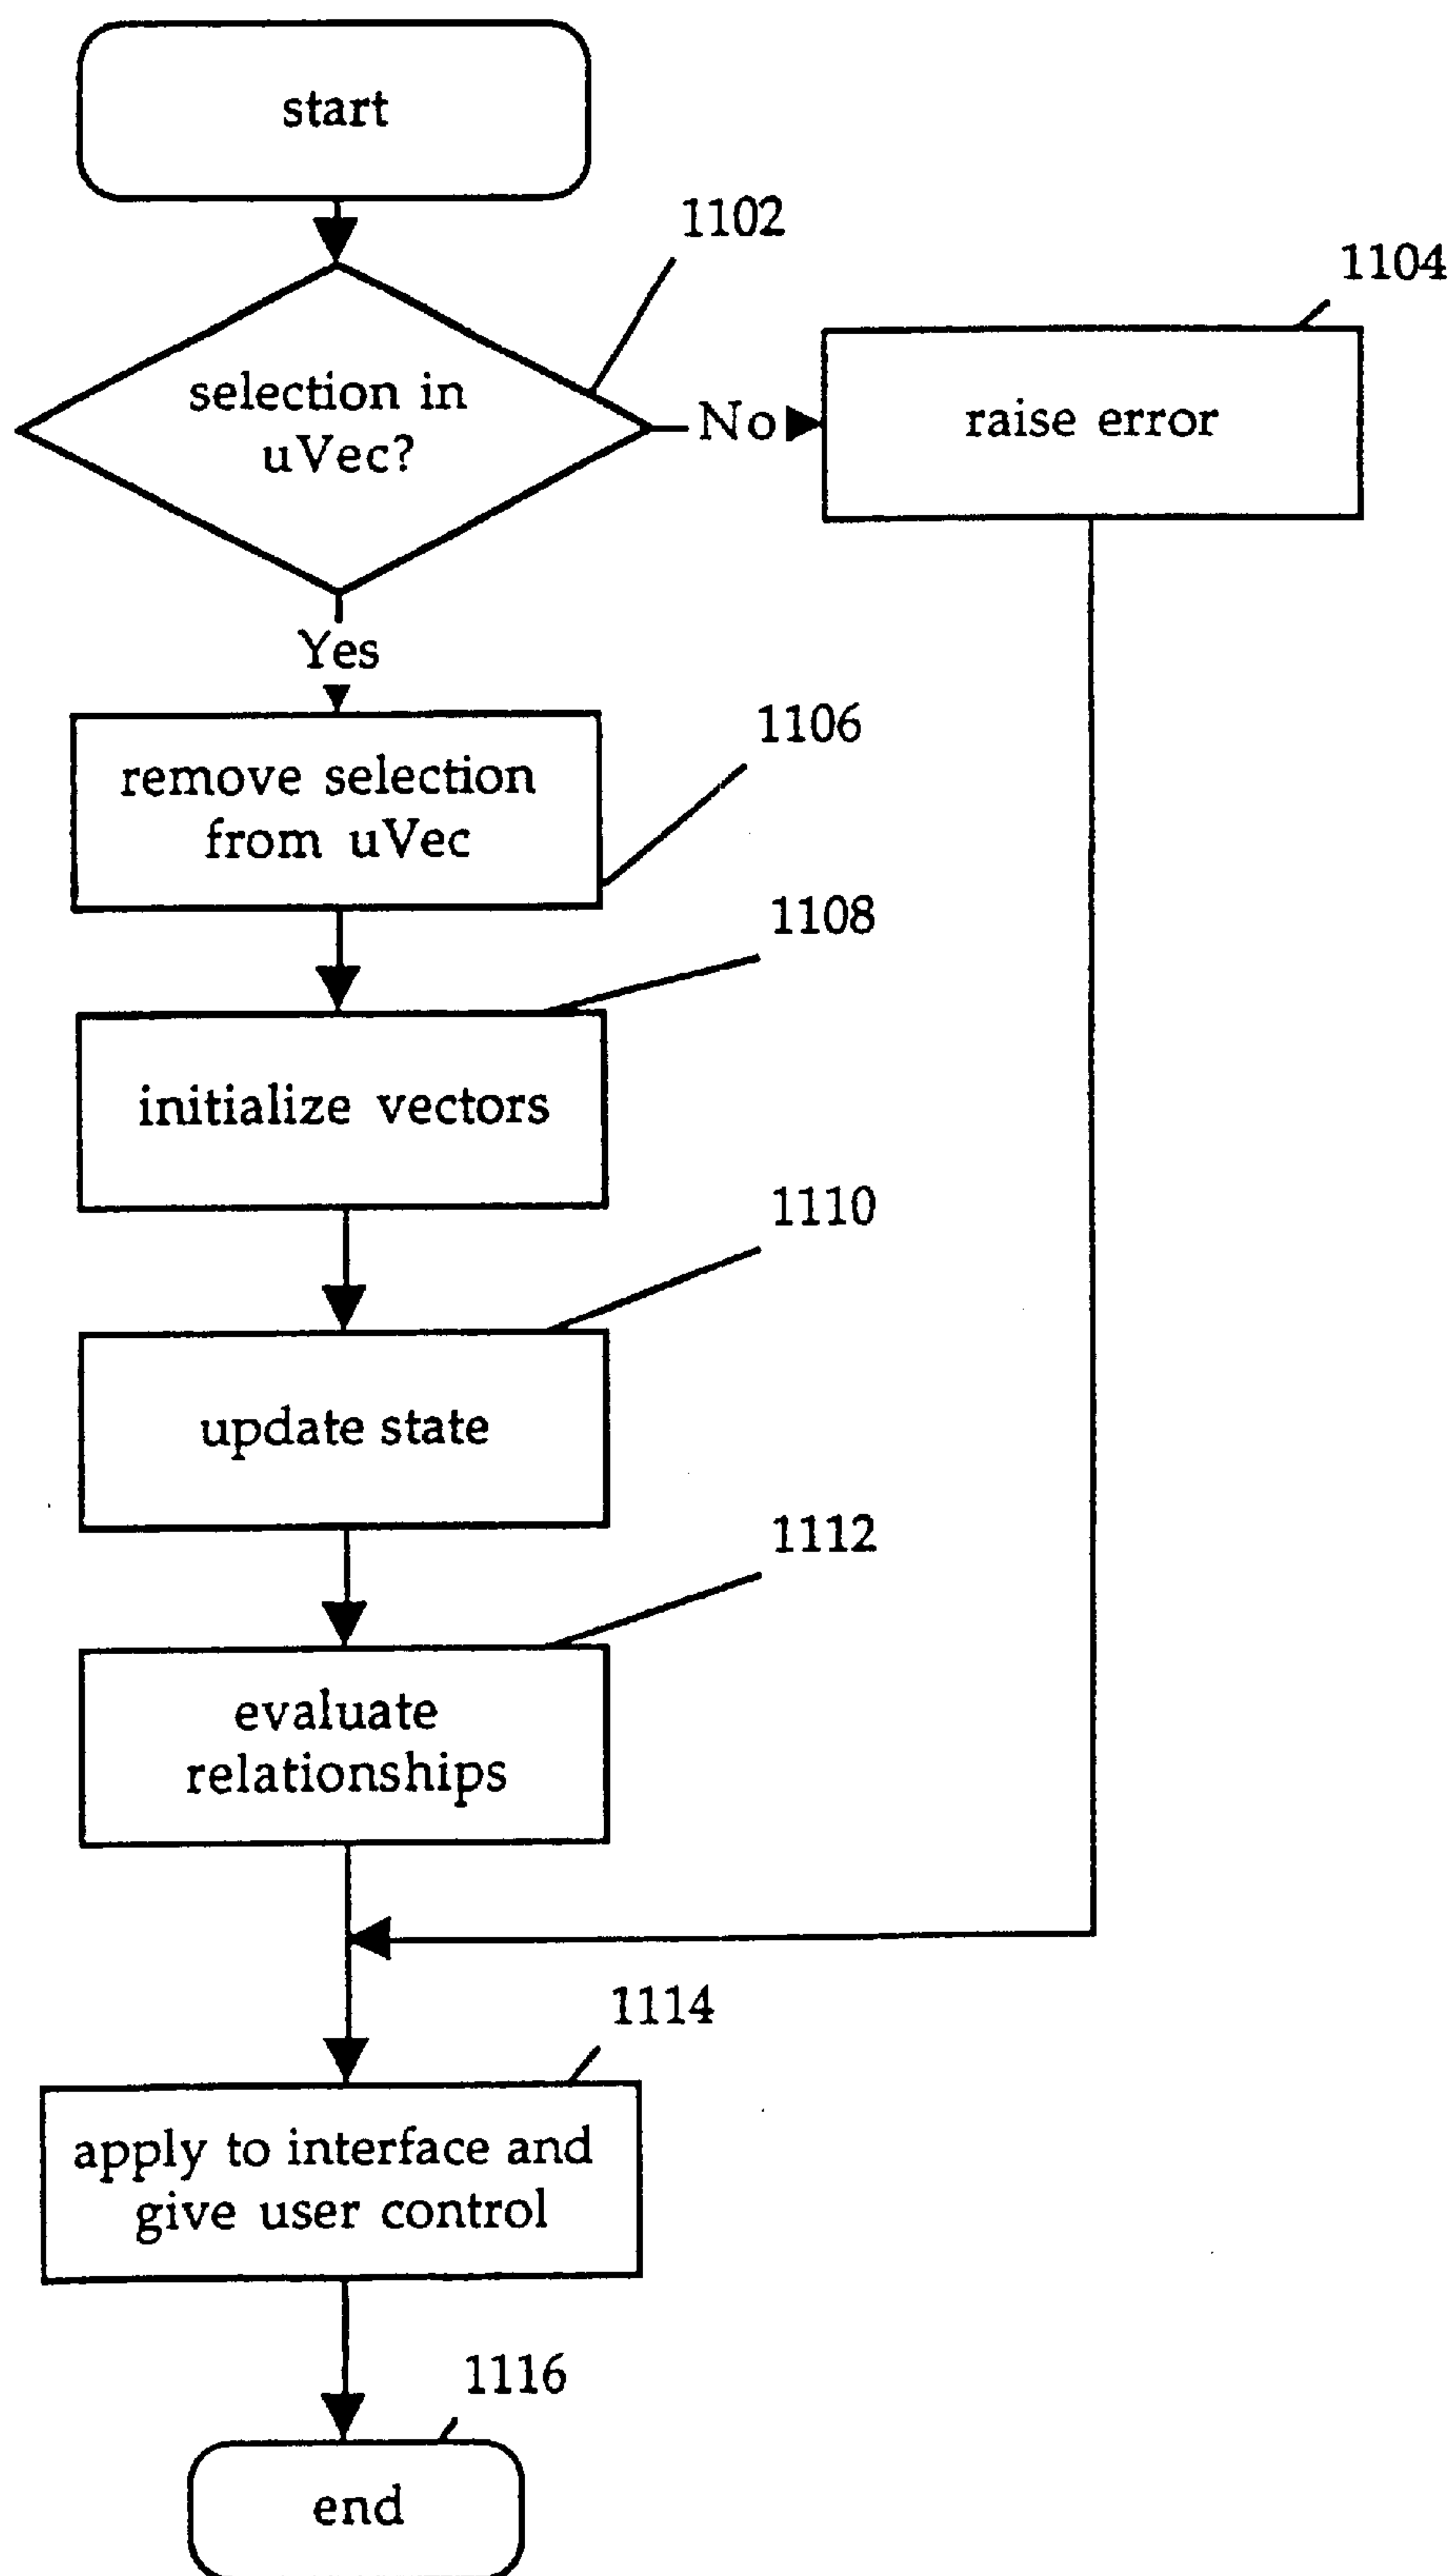 start
1102
1104
selection in
uVec?
No
raise error
Yes
1106
remove selection
from uVec
1108
initialize vectors
1110
update state
1112
evaluate
relationships
1114
apply to interface and
give user control
1116
end